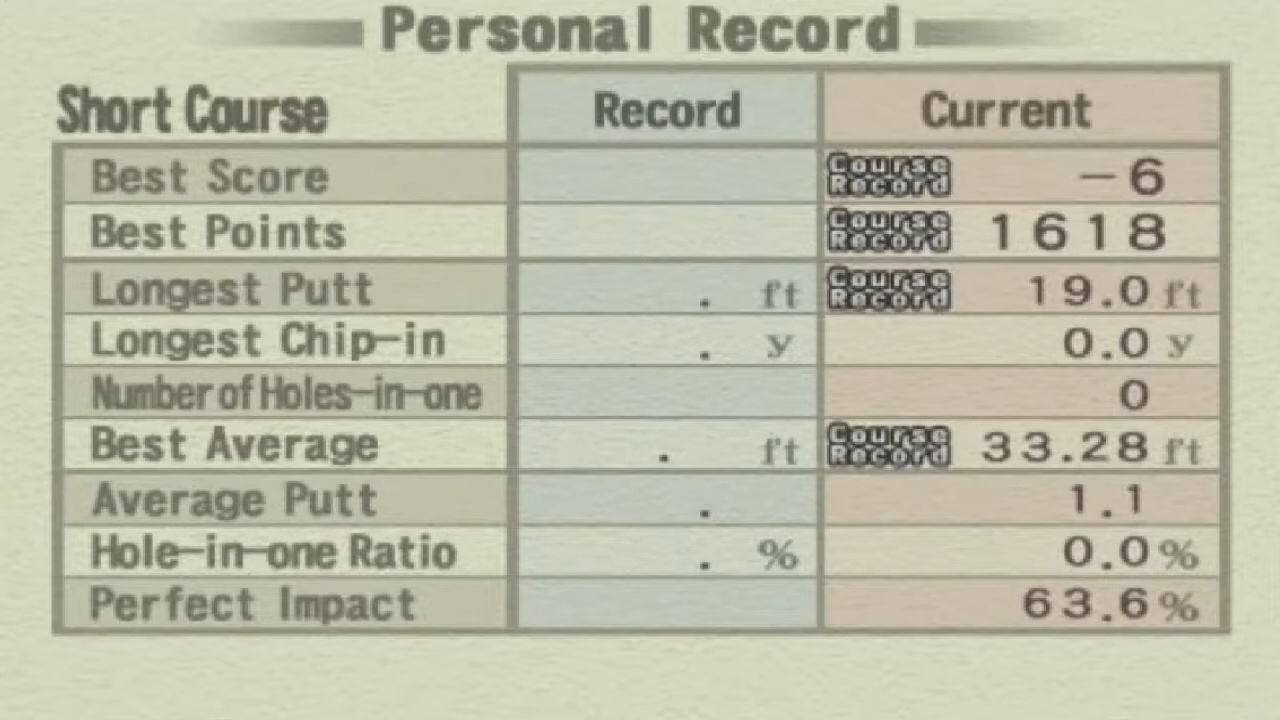 Personal Record
Short Course Record Current
Best Score Course Record −6
Best Points Course Record 1618
Longest Putt . ft Course Record 19.0 ft
Longest Chip-in . y 0.0 y
Number of Holes-in-one 0
Best Average . ft Course Record 33.28 ft
Average Putt . 1.1
Hole-in-one Ratio . % 0.0 %
Perfect Impact 63.6 %